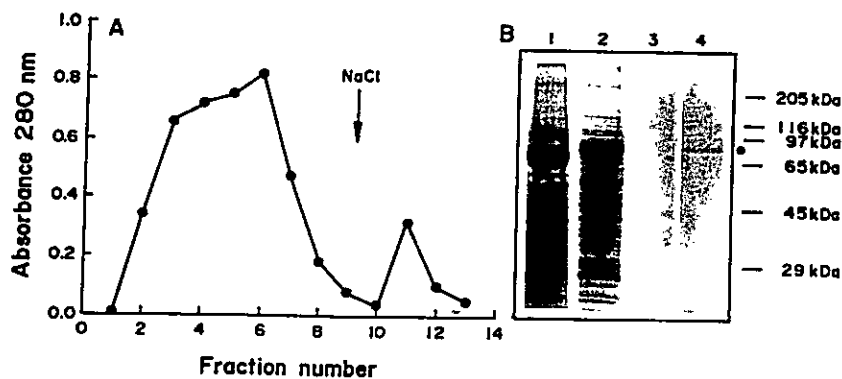 A
Absorbance 280 nm
1.0
0.8
0.6
0.4
0.2
0.0
NaCl
0 2 4 6 8 10 12 14
Fraction number
B
1 2 3 4
205 kDa
116 kDa
97 kDa
65 kDa
45 kDa
29 kDa